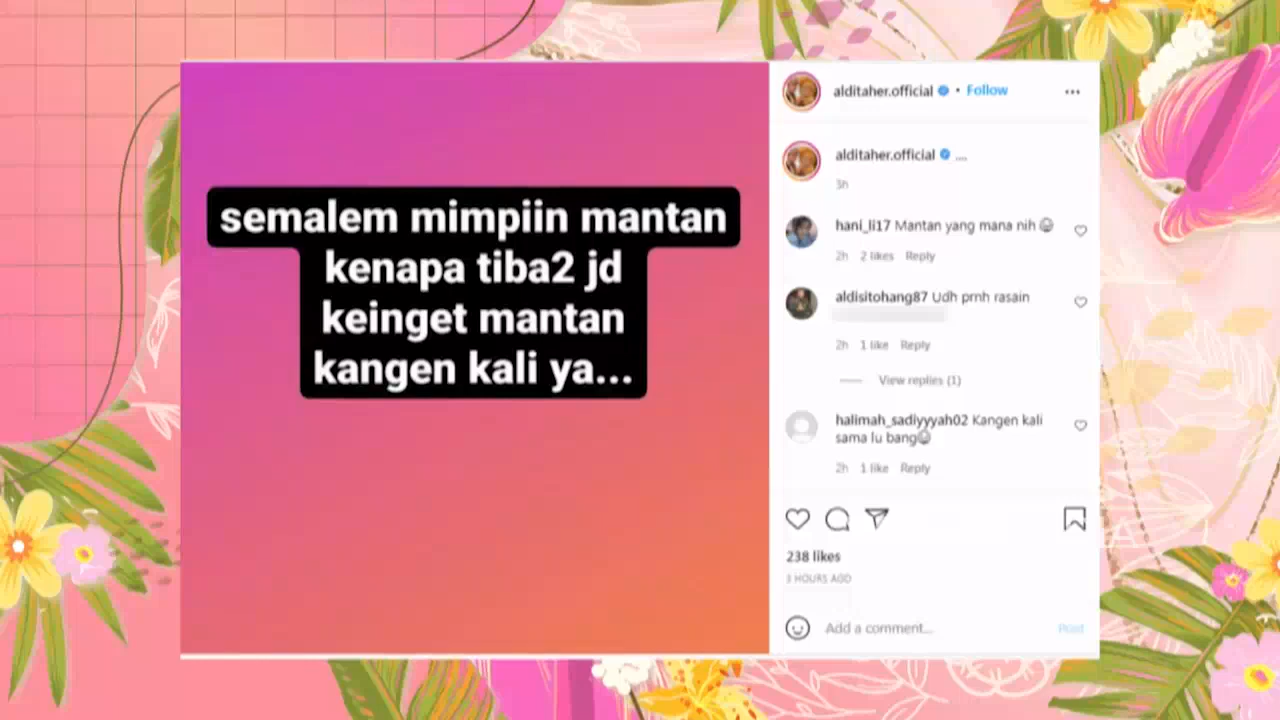 semalem mimpiin mantan
kenapa tiba2 jd
keinget mantan
kangen kali ya...
alditaher.official • Follow
alditaher.official ....
3h
hani_li17 Mantan yang mana nih
2h 2 likes Reply
aldisitohang87 Udh prnh rasain
2h 1 like Reply
View replies (1)
halimah_sadiyyyah02 Kangen kali
sama lu bang
2h 1 like Reply
238 likes
3 HOURS AGO
Add a comment...
Post